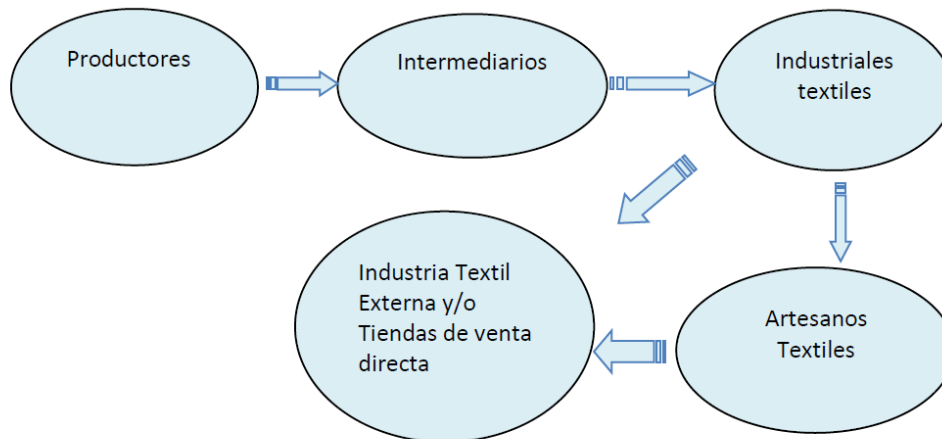 Productores
Intermediarios
Industriales
textiles
Industria Textil
Externa y/o
Tiendas de venta
directa
Artesanos
Textiles